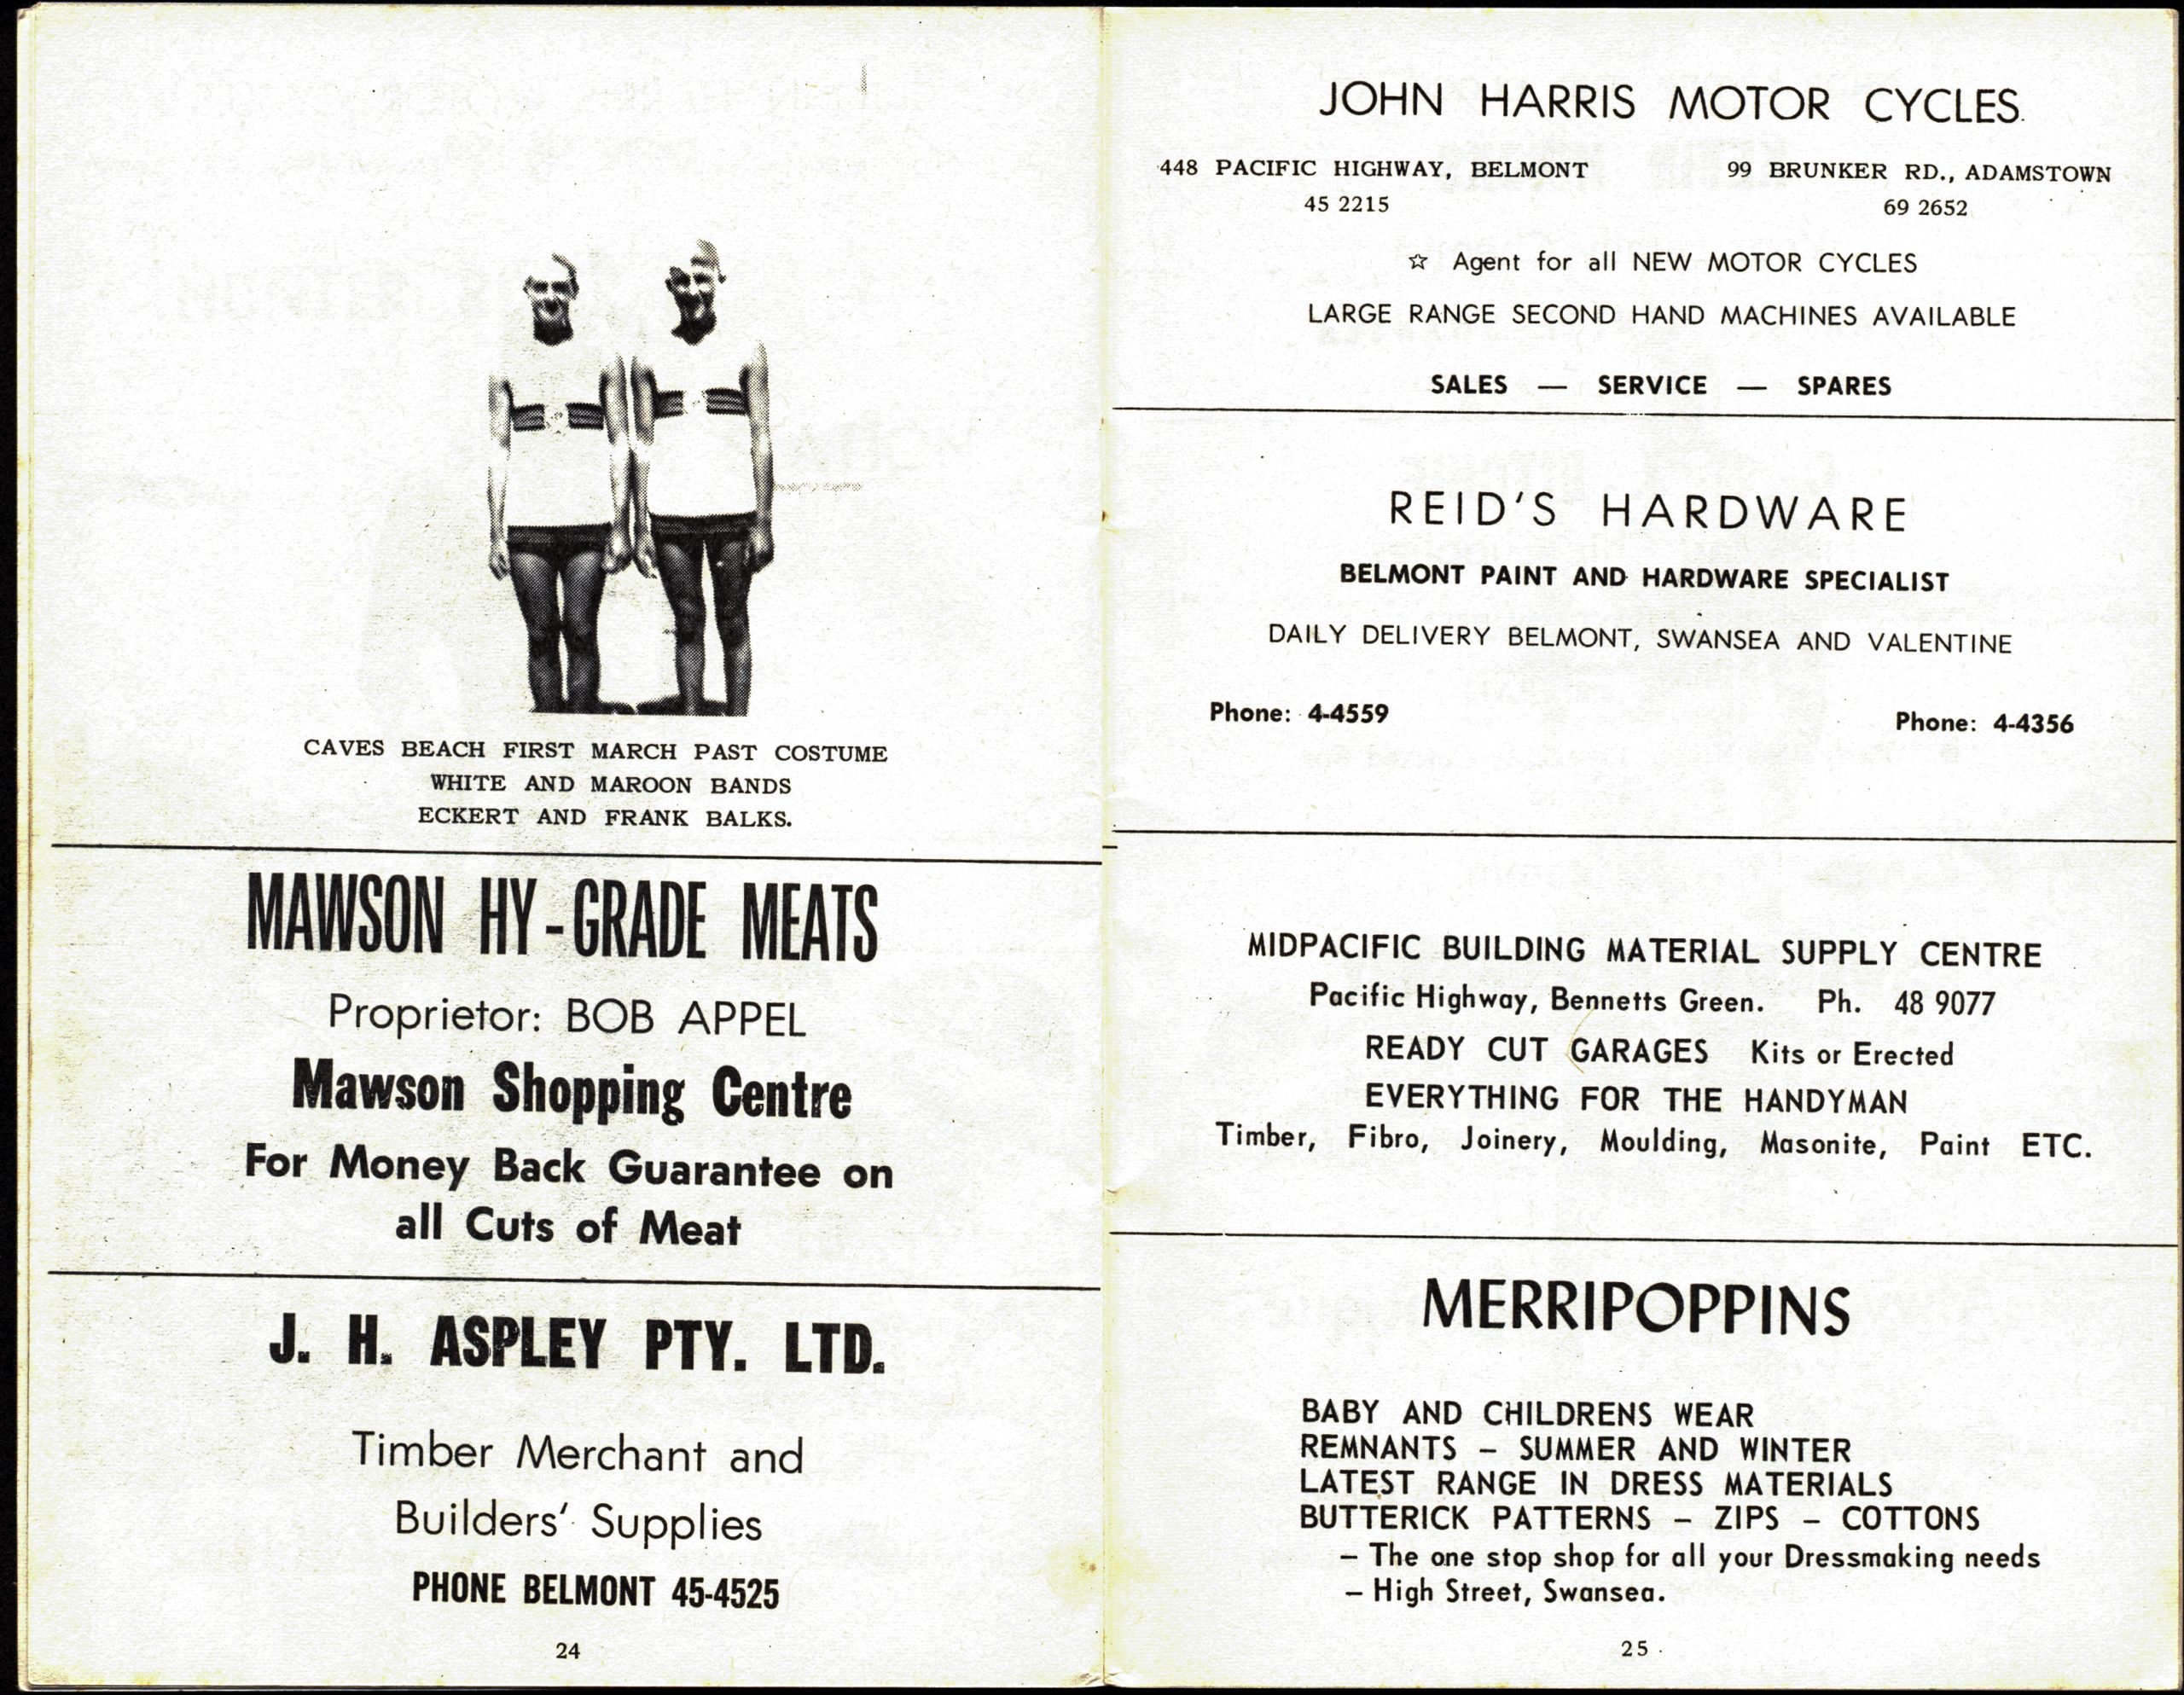 CAVES BEACH FIRST MARCH PAST COSTUME
WHITE AND MAROON BANDS
ECKERT AND FRANK BALKS.
MAWSON HY-GRADE MEATS
Proprietor: BOB APPEL
Mawson Shopping Centre
For Money Back Guarantee on
all Cuts of Meat
J. H. ASPLEY PTY. LTD.
Timber Merchant and
Builders' Supplies
PHONE BELMONT 45-4525
24
JOHN HARRIS MOTOR CYCLES
448 PACIFIC HIGHWAY, BELMONT 99 BRUNKER RD., ADAMSTOWN
45 2215 69 2652
☆ Agent for all NEW MOTOR CYCLES
LARGE RANGE SECOND HAND MACHINES AVAILABLE
SALES — SERVICE — SPARES
REID'S HARDWARE
BELMONT PAINT AND HARDWARE SPECIALIST
DAILY DELIVERY BELMONT, SWANSEA AND VALENTINE
Phone: 4-4559 Phone: 4-4356
MIDPACIFIC BUILDING MATERIAL SUPPLY CENTRE
Pacific Highway, Bennetts Green. Ph. 48 9077
READY CUT GARAGES Kits or Erected
EVERYTHING FOR THE HANDYMAN
Timber, Fibro, Joinery, Moulding, Masonite, Paint ETC.
MERRIPOPPINS
BABY AND CHILDRENS WEAR
REMNANTS – SUMMER AND WINTER
LATEST RANGE IN DRESS MATERIALS
BUTTERICK PATTERNS – ZIPS – COTTONS
– The one stop shop for all your Dressmaking needs
– High Street, Swansea.
25